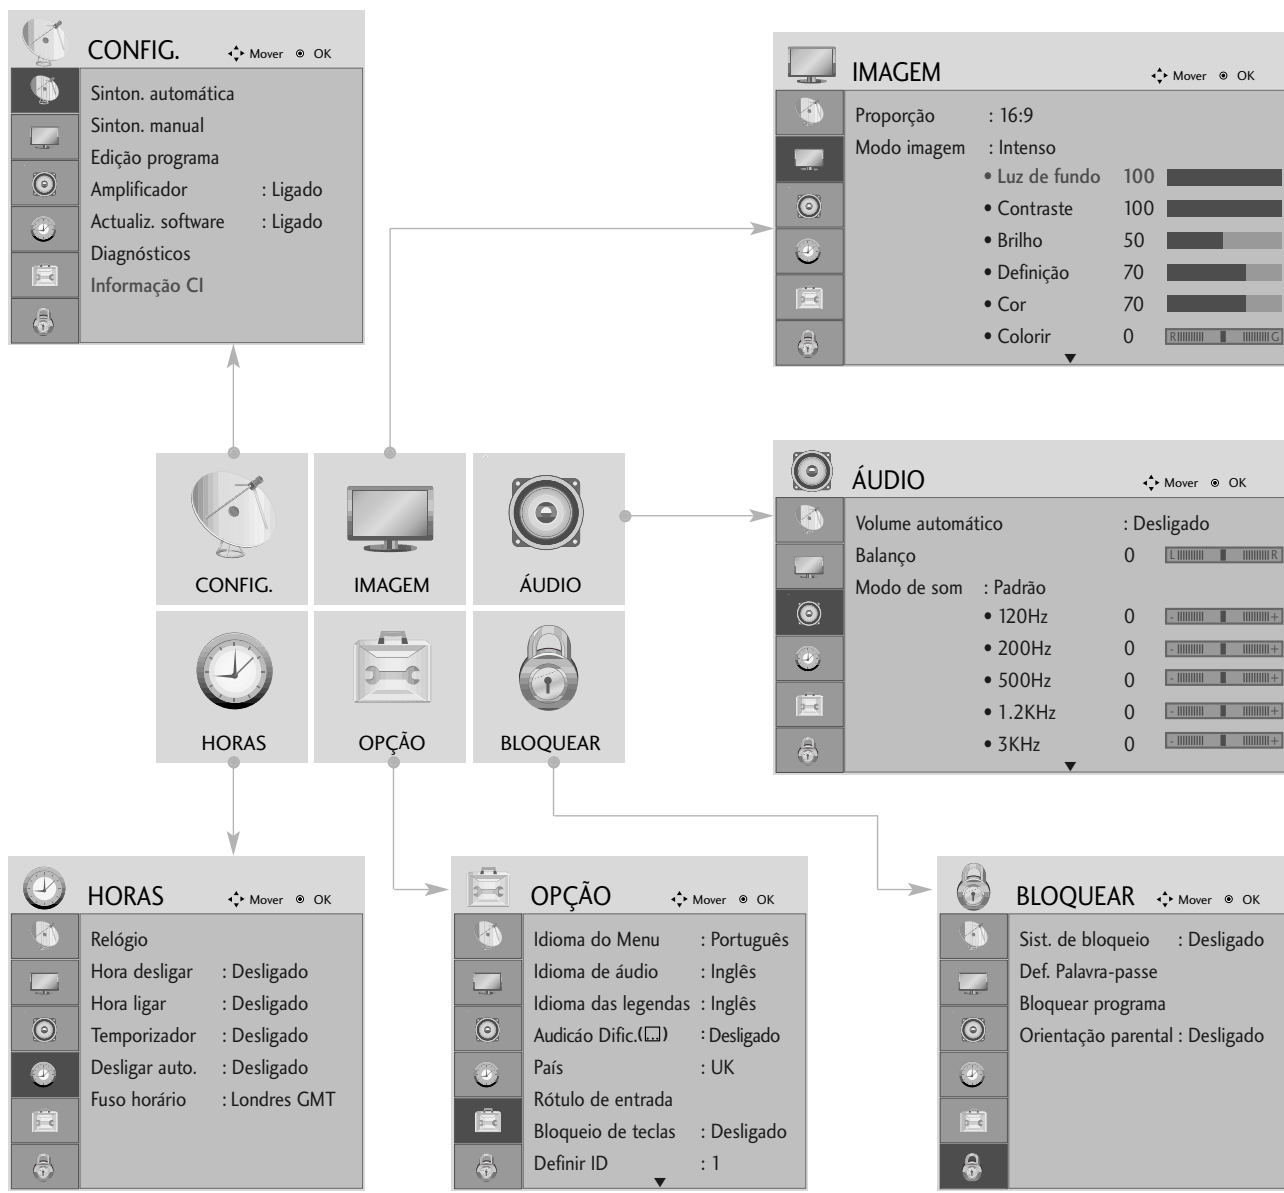 CONFIG. Mover OK
Sinton. automática
Sinton. manual
Edição programa
Amplificador : Ligado
Actualiz. software : Ligado
Diagnósticos
Informação CI
IMAGEM Mover OK
Proporção : 16:9
Modo imagem : Intenso
• Luz de fundo 100
• Contraste 100
• Brilho 50
• Definição 70
• Cor 70
• Colorir 0 R G
CONFIG. IMAGEM ÁUDIO
HORAS OPÇÃO BLOQUEAR
ÁUDIO Mover OK
Volume automático : Desligado
Balanço 0 L R
Modo de som : Padrão
• 120Hz 0 - +
• 200Hz 0 - +
• 500Hz 0 - +
• 1.2KHz 0 - +
• 3KHz 0 - +
HORAS Mover OK
Relógio
Hora desligar : Desligado
Hora ligar : Desligado
Temporizador : Desligado
Desligar auto. : Desligado
Fuso horário : Londres GMT
OPÇÃO Mover OK
Idioma do Menu : Português
Idioma de áudio : Inglês
Idioma das legendas : Inglês
Audicáo Dific.( ) : Desligado
País : UK
Rótulo de entrada
Bloqueio de teclas : Desligado
Definir ID : 1
BLOQUEAR Mover OK
Sist. de bloqueio : Desligado
Def. Palavra-passe
Bloquear programa
Orientação parental : Desligado